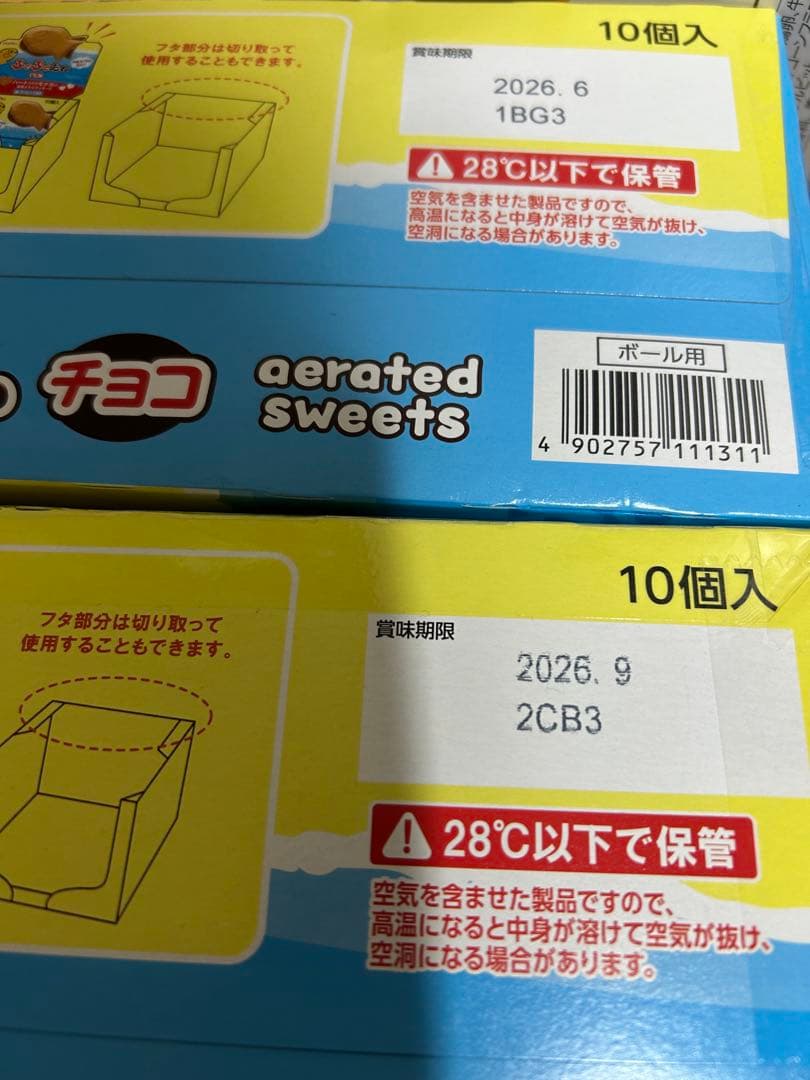 フタ部分は切り取って
使用することもできます。
10個入
賞味期限
2026. 6
1BG3
28℃以下で保管
空気を含ませた製品ですので、
高温になると中身が溶けて空気が抜け、
空洞になる場合があります。
チョコ
aerated
sweets
ボール用
4 902757 111311
10個入
フタ部分は切り取って
使用することもできます。
賞味期限
2026. 9
2CB3
28℃以下で保管
空気を含ませた製品ですので、
高温になると中身が溶けて空気が抜け、
空洞になる場合があります。